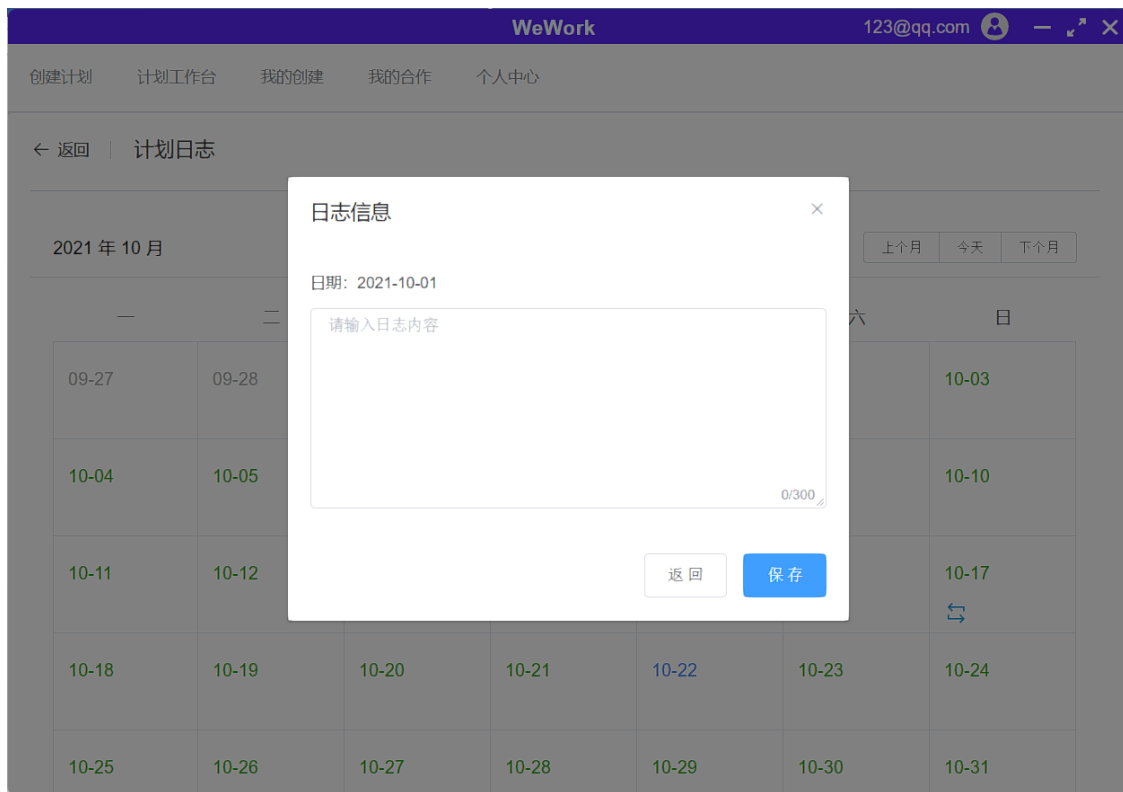 WeWork 123@qq.com
创建计划 计划工作台 我的创建 我的合作 个人中心
← 返回 计划日志
日志信息
2021 年 10 月 上个月 今天 下个月
日期：2021-10-01
一 二 六 日
请输入日志内容
09-27 09-28 10-03
10-04 10-05 10-10
0/300
10-11 10-12 10-17
返 回 保 存
10-18 10-19 10-20 10-21 10-22 10-23 10-24
10-25 10-26 10-27 10-28 10-29 10-30 10-31